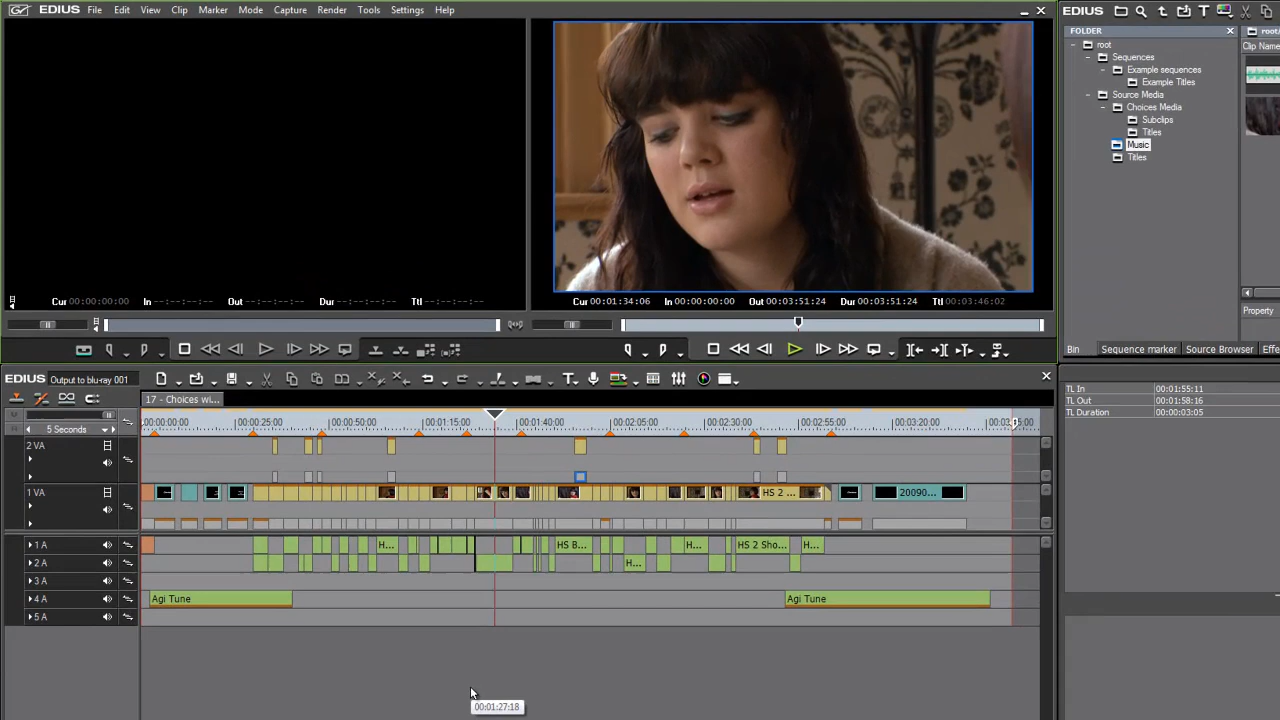 EDIUS File Edit View Clip Marker Mode Capture Render Tools Settings Help
EDIUS
FOLDER
root
Clip Name
root
Sequences
Example sequences
Example Titles
Source Media
Choices Media
Subclips
Titles
Music
Titles
Cur 00:00:00:00 In --:--:--:-- Out --:--:--:-- Dur --:--:--:-- Ttl --:--:--:--
Cur 00:01:34:06 In 00:00:00:00 Out 00:03:51:24 Dur 00:03:51:24 Ttl 00:03:46:02
Property
Bin Sequence marker Source Browser Effe
EDIUS Output to blu-ray 001
17 - Choices wi...
TL In 00:01:55:11
TL Out 00:01:58:16
TL Duration 00:00:03:05
5 Seconds
00:00:00:00 00:00:25:00 00:00:50:00 00:01:15:00 00:01:40:00 00:02:05:00 00:02:30:00 00:02:55:00 00:03:20:00
2 VA
1 VA
HS 2 ... 20090...
1 A H... HS B... H... HS 2 Sho... H...
2 A H...
3 A
4 A Agi Tune Agi Tune
5 A
00:01:27:18